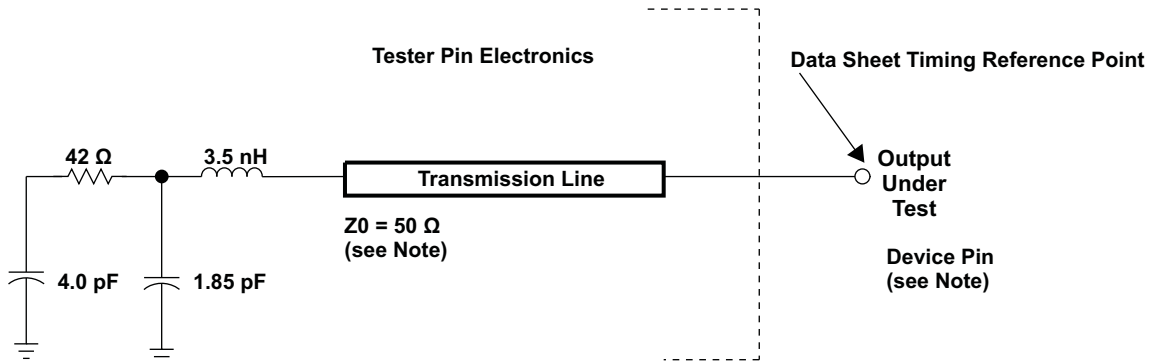 Tester Pin Electronics
Data Sheet Timing Reference Point
42 Ω
3.5 nH
Transmission Line
Output
Under
Test
Z0 = 50 Ω
(see Note)
Device Pin
(see Note)
4.0 pF
1.85 pF